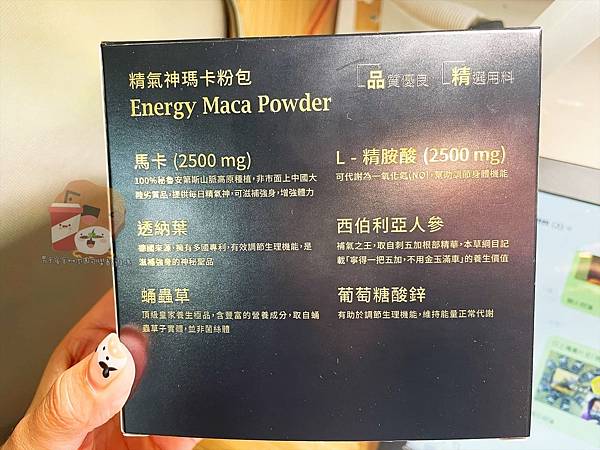 精氣神瑪卡粉包
Energy Maca Powder
品質優良
精選用料
馬卡 (2500 mg)
100%秘魯安第斯山脈高原種植,非市面上中國大
陸劣質品,提供每日精氣神,可滋補強身,增強體力
L - 精胺酸 (2500 mg)
可代謝為一氧化氮(NO),幫助調節身體機能
透納葉
德國來源,擁有多國專利,有效調節生理機能,是
滋補強身的神秘聖品
西伯利亞人參
補氣之王,取自刺五加根部精華,本草綱目記
載「寧得一把五加,不用金玉滿車」的養生價值
蛹蟲草
頂級皇家養生極品,含豐富的營養成分,取自蛹
蟲草子實體,並非菌絲體
葡萄糖酸鋅
有助於調節生理機能,維持能量正常代謝